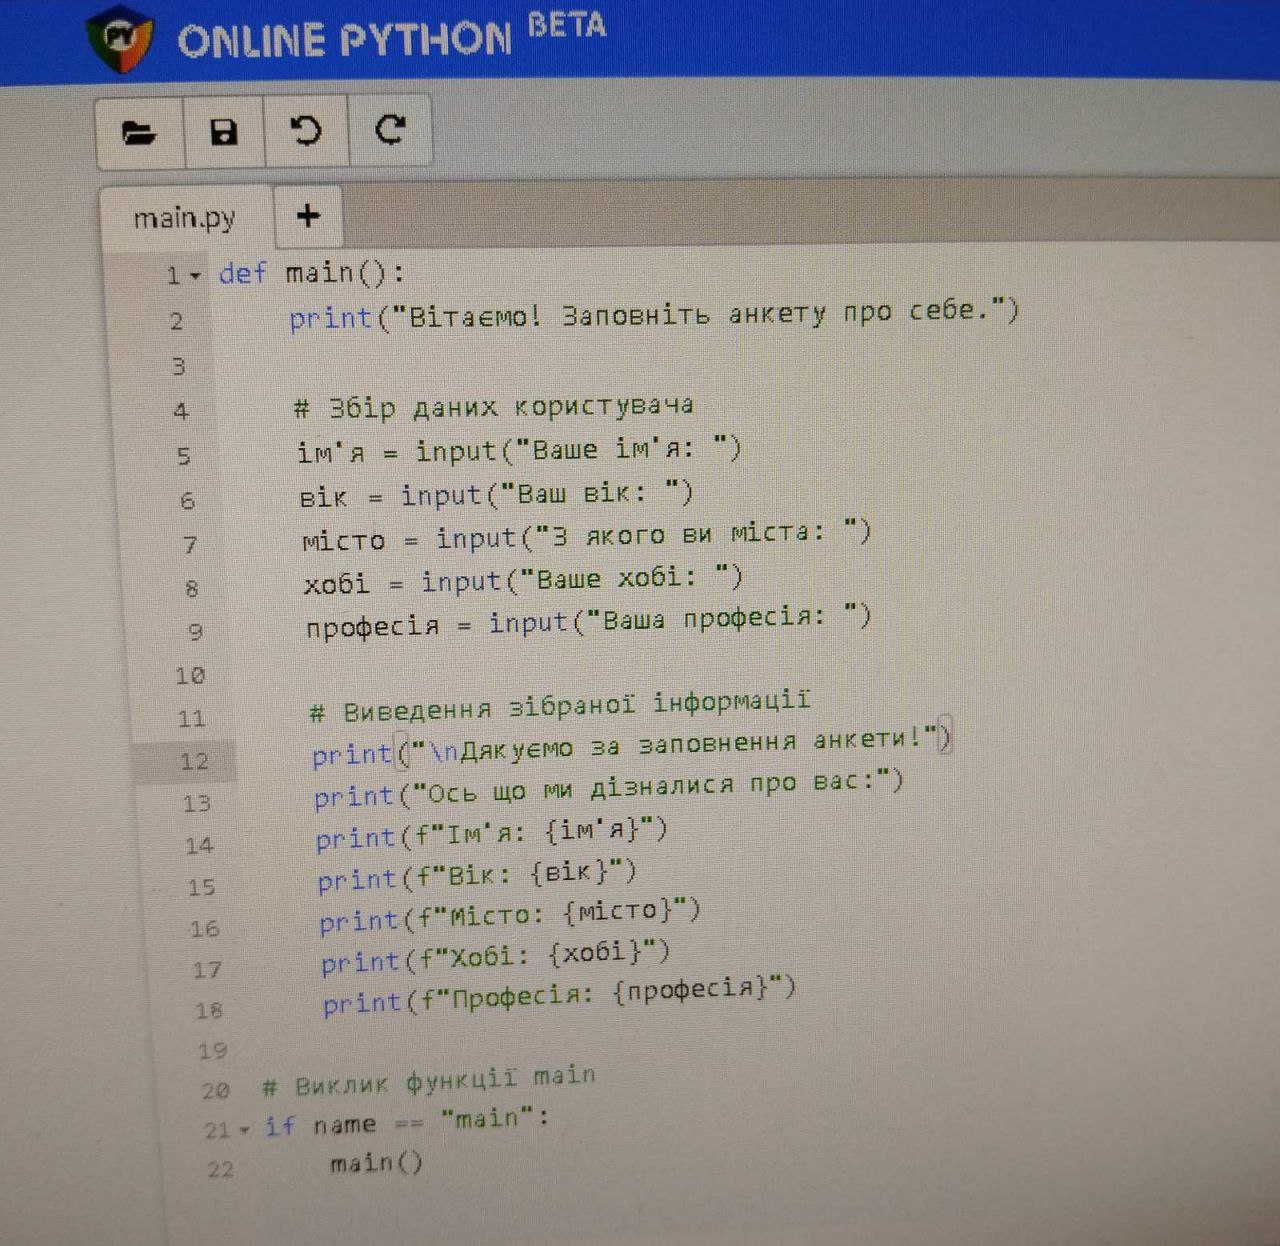 PY ONLINE PYTHON BETA
main.py +
1 def main():
2     print("Вітаємо! Заповніть анкету про себе.")
3
4     # Збір даних користувача
5     ім'я = input("Ваше ім'я: ")
6     вік = input("Ваш вік: ")
7     місто = input("З якого ви міста: ")
8     хобі = input("Ваше хобі: ")
9     професія = input("Ваша професія: ")
10
11     # Виведення зібраної інформації
12     print("\nДякуємо за заповнення анкети!")
13     print("Ось що ми дізналися про вас:")
14     print(f"Ім'я: {ім'я}")
15     print(f"Вік: {вік}")
16     print(f"Місто: {місто}")
17     print(f"Хобі: {хобі}")
18     print(f"Професія: {професія}")
19
20 # Виклик функції main
21 if name == "main":
22     main()